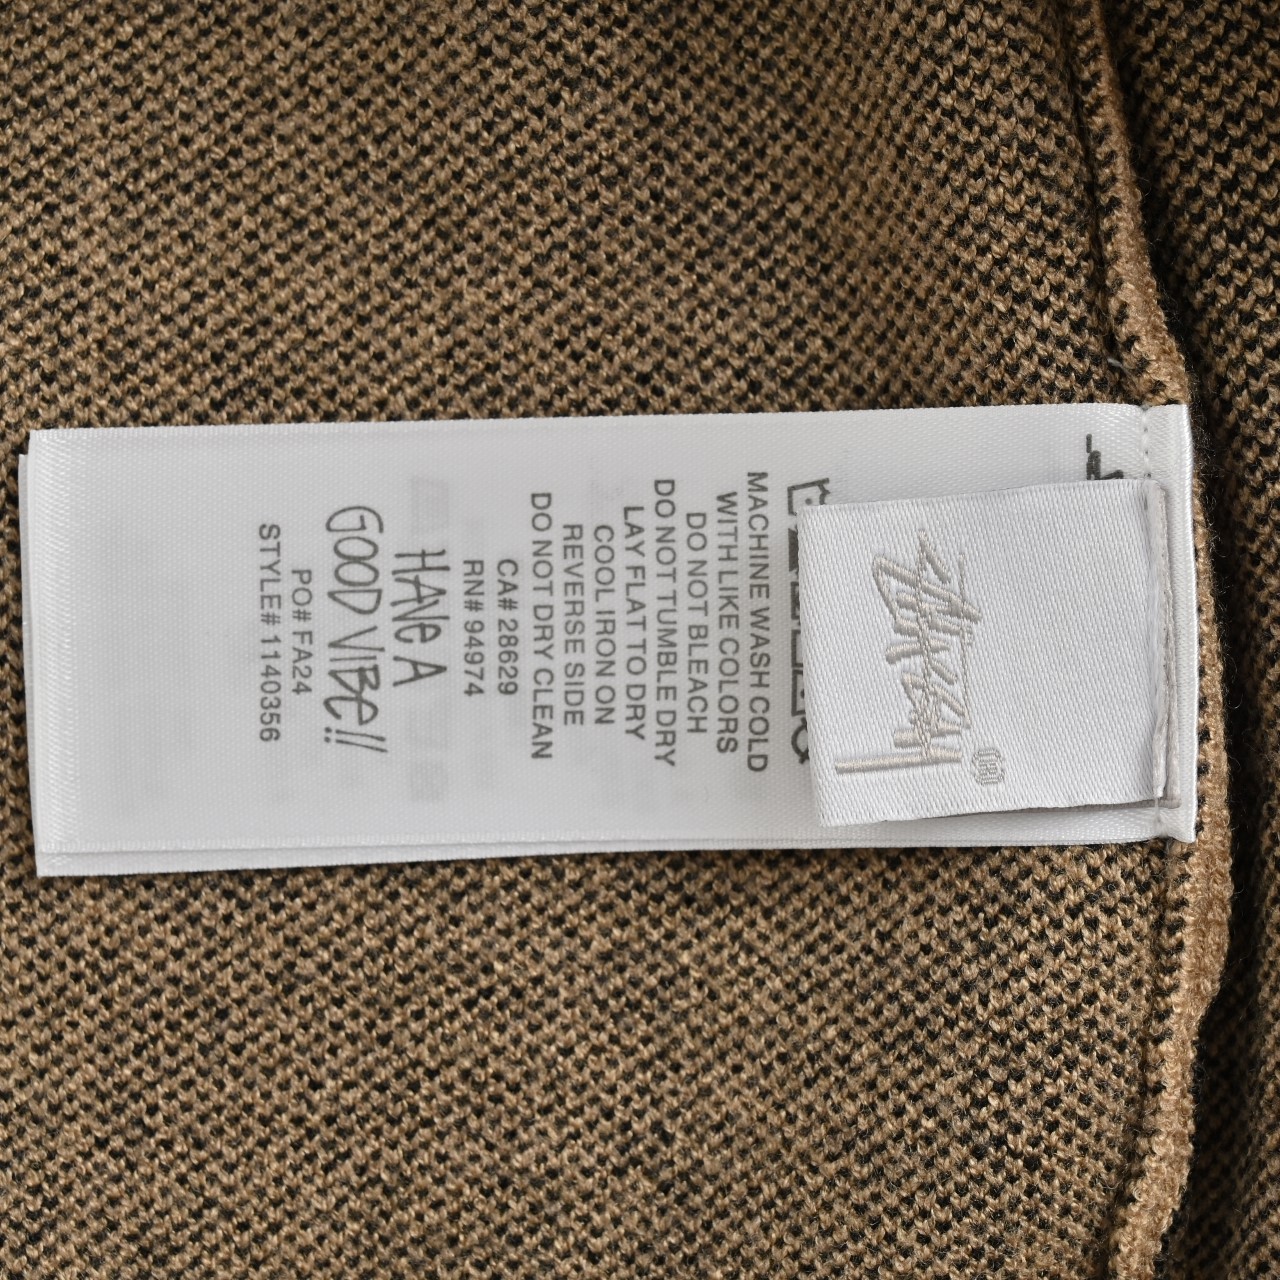 MACHINE WASH COLD
WITH LIKE COLORS
DO NOT BLEACH
DO NOT TUMBLE DRY
LAY FLAT TO DRY
COOL IRON ON
REVERSE SIDE
DO NOT DRY CLEAN
CA# 28629
RN# 94974
HAVE A
GOOD VIBE!!
PO# FA24
STYLE# 1140356
Stüssy
®